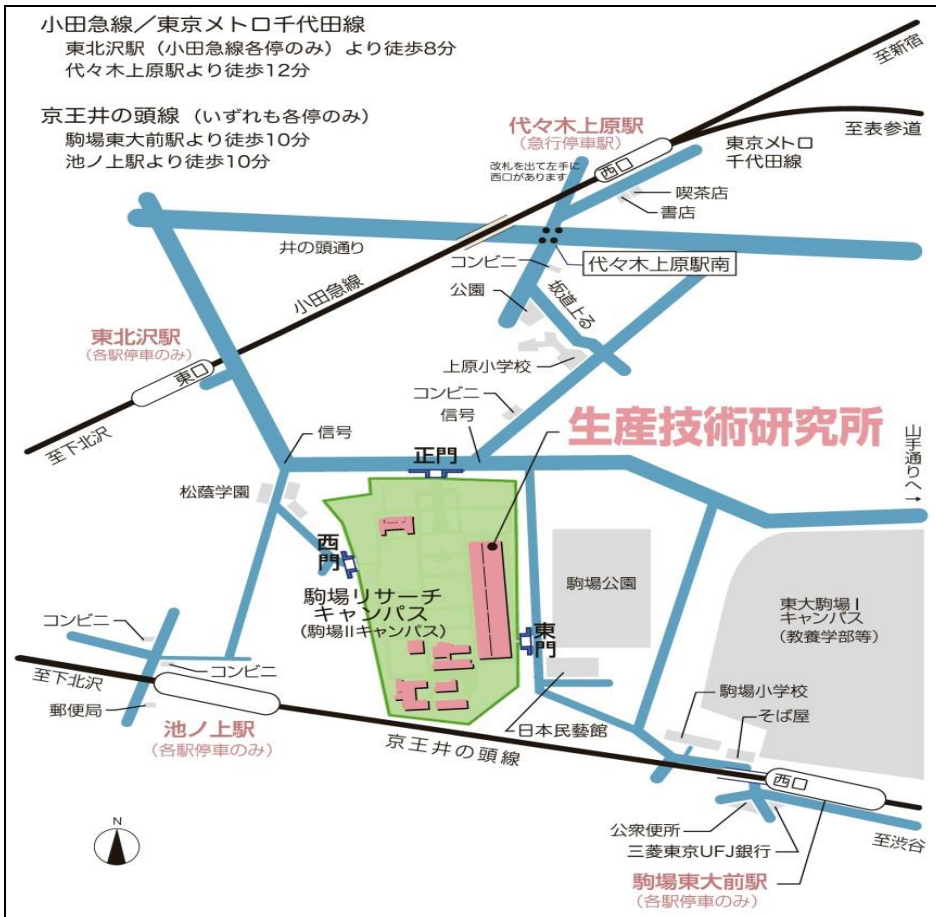 小田急線／東京メトロ千代田線
東北沢駅（小田急線各停のみ）より徒歩8分
代々木上原駅より徒歩12分
京王井の頭線（いずれも各停のみ）
駒場東大前駅より徒歩10分
池ノ上駅より徒歩10分
至新宿
至表参道
代々木上原駅
（急行停車駅）
西口
東京メトロ
千代田線
改札を出て左手に
西口があります
喫茶店
書店
井の頭通り
コンビニ
代々木上原駅南
小田急線
公園
坂道上る
東北沢駅
（各駅停車のみ）
東口
上原小学校
コンビニ
信号
至下北沢
信号
正門
生産技術研究所
山手通りへ→
松蔭学園
西門
駒場公園
駒場リサーチ
キャンパス
（駒場IIキャンパス）
東大駒場I
キャンパス
（教養学部等）
東門
コンビニ
コンビニ
至下北沢
郵便局
駒場小学校
そば屋
池ノ上駅
（各駅停車のみ）
日本民藝館
京王井の頭線
西口
N
公衆便所
三菱東京UFJ銀行
至渋谷
駒場東大前駅
（各駅停車のみ）